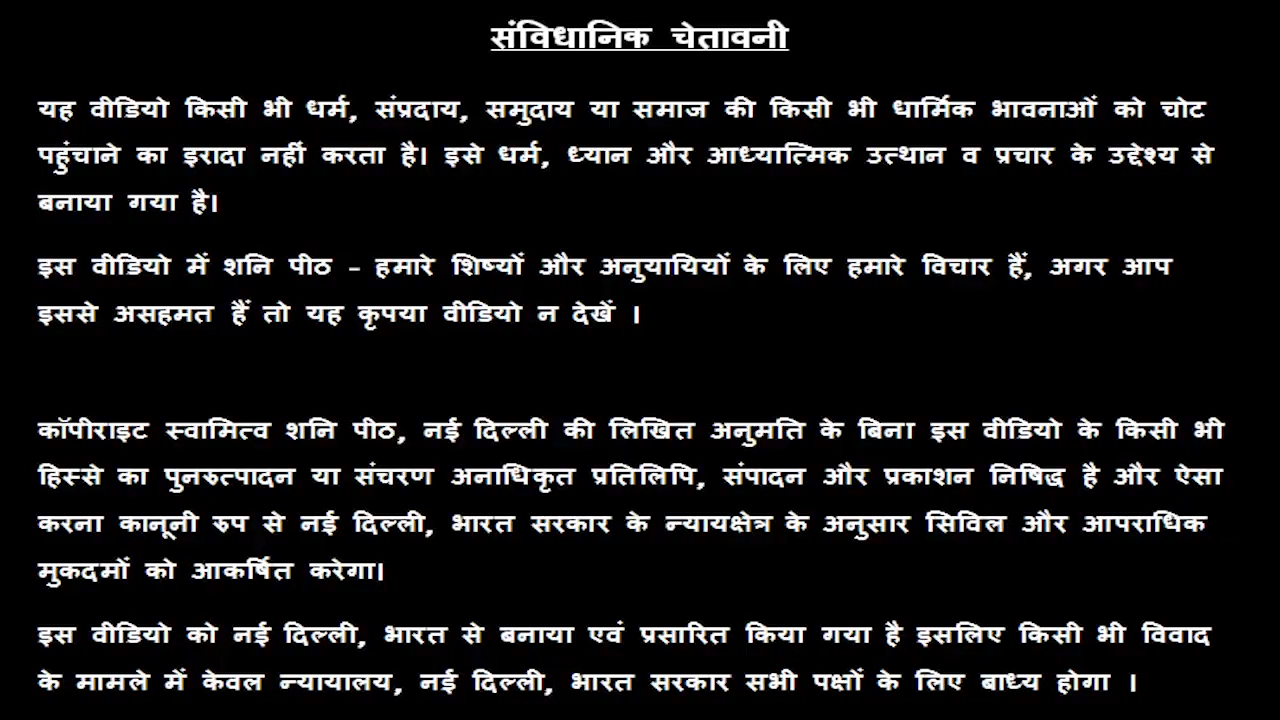 संविधानिक चेतावनी
यह वीडियो किसी भी धर्म, संप्रदाय, समुदाय या समाज की किसी भी धार्मिक भावनाओं को चोट
पहुंचाने का इरादा नहीं करता है। इसे धर्म, ध्यान और आध्यात्मिक उत्थान व प्रचार के उद्देश्य से
बनाया गया है।
इस वीडियो में शनि पीठ - हमारे शिष्यों और अनुयायियों के लिए हमारे विचार हैं, अगर आप
इससे असहमत हैं तो यह कृपया वीडियो न देखें ।
कॉपीराइट स्वामित्व शनि पीठ, नई दिल्ली की लिखित अनुमति के बिना इस वीडियो के किसी भी
हिस्से का पुनरुत्पादन या संचरण अनाधिकृत प्रतिलिपि, संपादन और प्रकाशन निषिद्ध है और ऐसा
करना कानूनी रुप से नई दिल्ली, भारत सरकार के न्यायक्षेत्र के अनुसार सिविल और आपराधिक
मुकदमों को आकर्षित करेगा।
इस वीडियो को नई दिल्ली, भारत से बनाया एवं प्रसारित किया गया है इसलिए किसी भी विवाद
के मामले में केवल न्यायालय, नई दिल्ली, भारत सरकार सभी पक्षों के लिए बाध्य होगा ।